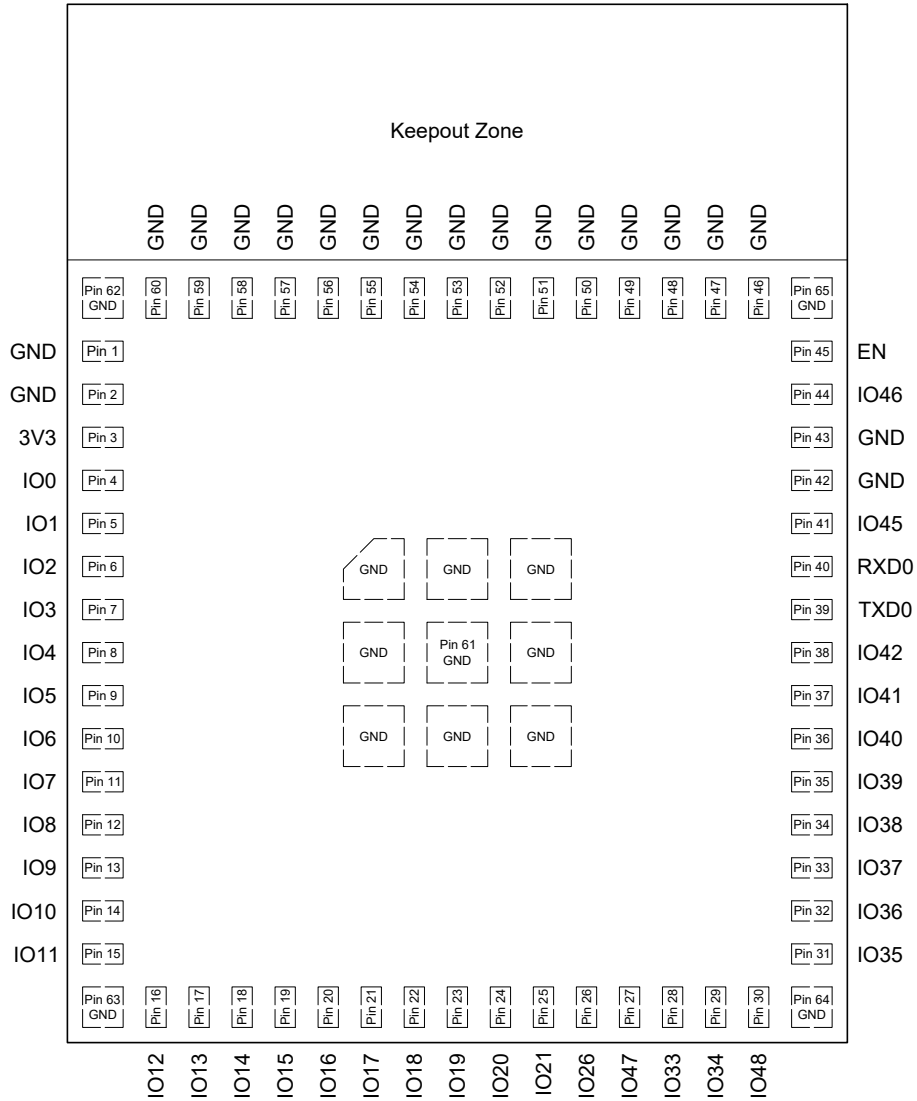 Keepout Zone
GND GND GND GND GND GND GND GND GND GND GND GND GND GND GND
Pin 62 GND Pin 60 Pin 59 Pin 58 Pin 57 Pin 56 Pin 55 Pin 54 Pin 53 Pin 52 Pin 51 Pin 50 Pin 49 Pin 48 Pin 47 Pin 46 Pin 65 GND
GND Pin 1 Pin 45 EN
GND Pin 2 Pin 44 IO46
3V3 Pin 3 Pin 43 GND
IO0 Pin 4 Pin 42 GND
IO1 Pin 5 Pin 41 IO45
IO2 Pin 6 GND GND GND Pin 40 RXD0
IO3 Pin 7 Pin 39 TXD0
IO4 Pin 8 GND Pin 61 GND GND Pin 38 IO42
IO5 Pin 9 Pin 37 IO41
IO6 Pin 10 GND GND GND Pin 36 IO40
IO7 Pin 11 Pin 35 IO39
IO8 Pin 12 Pin 34 IO38
IO9 Pin 13 Pin 33 IO37
IO10 Pin 14 Pin 32 IO36
IO11 Pin 15 Pin 31 IO35
Pin 63 GND Pin 16 Pin 17 Pin 18 Pin 19 Pin 20 Pin 21 Pin 22 Pin 23 Pin 24 Pin 25 Pin 26 Pin 27 Pin 28 Pin 29 Pin 30 Pin 64 GND
IO12 IO13 IO14 IO15 IO16 IO17 IO18 IO19 IO20 IO21 IO26 IO47 IO33 IO34 IO48